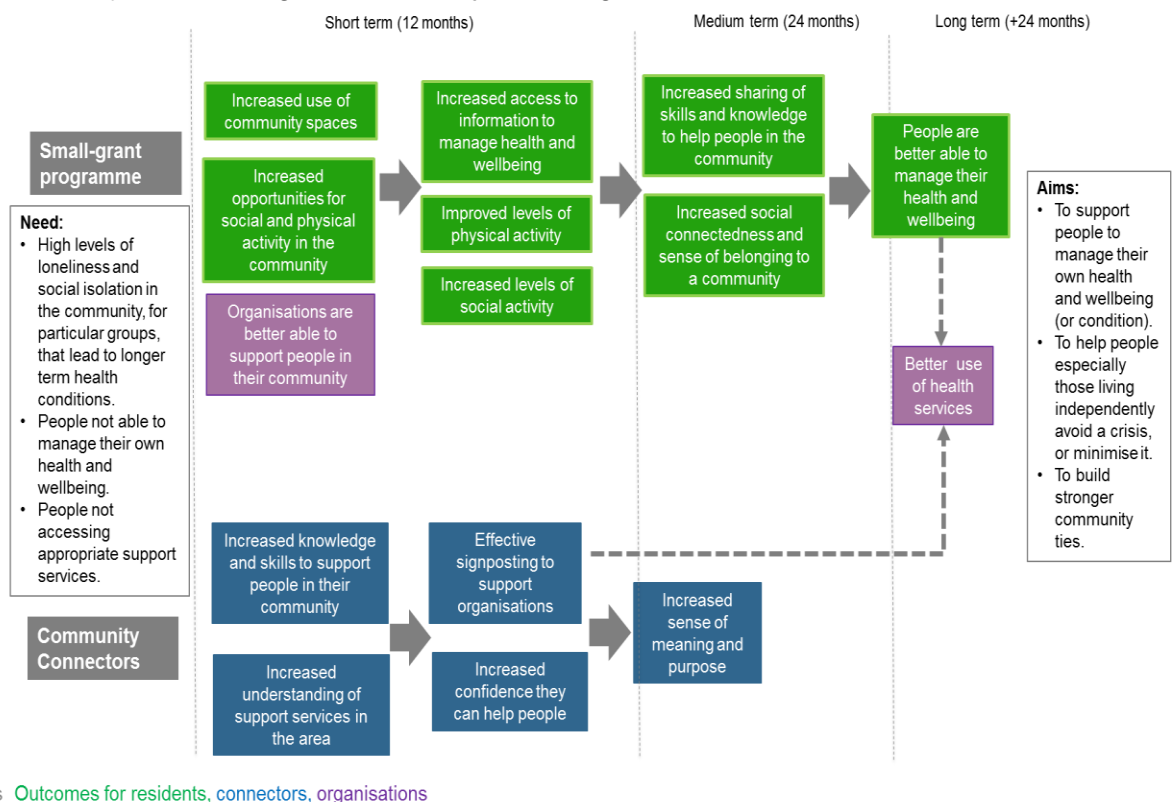 Short term (12 months)
Medium term (24 months)
Long term (+24 months)
Small-grant
programme
Need:
• High levels of
loneliness and
social isolation
in the community, for
particular groups,
that lead to longer
term health
conditions.
• People not able to
manage their own
health and
wellbeing.
• People not
accessing
appropriate support
services.
Community
Connectors
Increased use of
community spaces
Increased
opportunities for
social and physical
activity in the
community
Organisations are
better able to
support people in
their community
Increased access to
information to
manage health and
wellbeing
Improved levels of
physical activity
Increased levels of
social activity
Increased sharing of
skills and knowledge
to help people in the
community
Increased social
connectedness and
sense of belonging to
a community
People are
better able to
manage their
health and
wellbeing
Better use
of health
services
Aims:
• To support
people to
manage their
own health
and wellbeing
(or condition).
• To help people
especially
those living
independently
avoid a crisis,
or minimise it.
• To build
stronger
community
ties.
Increased knowledge
and skills to support
people in their
community
Increased
understanding of
support services in
the area
Effective
signposting to
support
organisations
Increased
confidence they
can help people
Increased
sense of
meaning and
purpose
s Outcomes for residents, connectors, organisations